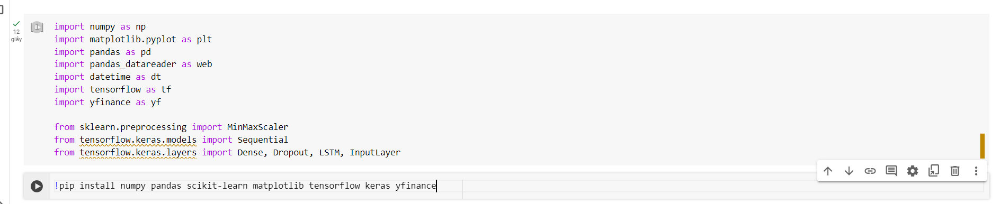 12
giây
[1]
import numpy as np
import matplotlib.pyplot as plt
import pandas as pd
import pandas_datareader as web
import datetime as dt
import tensorflow as tf
import yfinance as yf
from sklearn.preprocessing import MinMaxScaler
from tensorflow.keras.models import Sequential
from tensorflow.keras.layers import Dense, Dropout, LSTM, InputLayer
!pip install numpy pandas scikit-learn matplotlib tensorflow keras yfinance